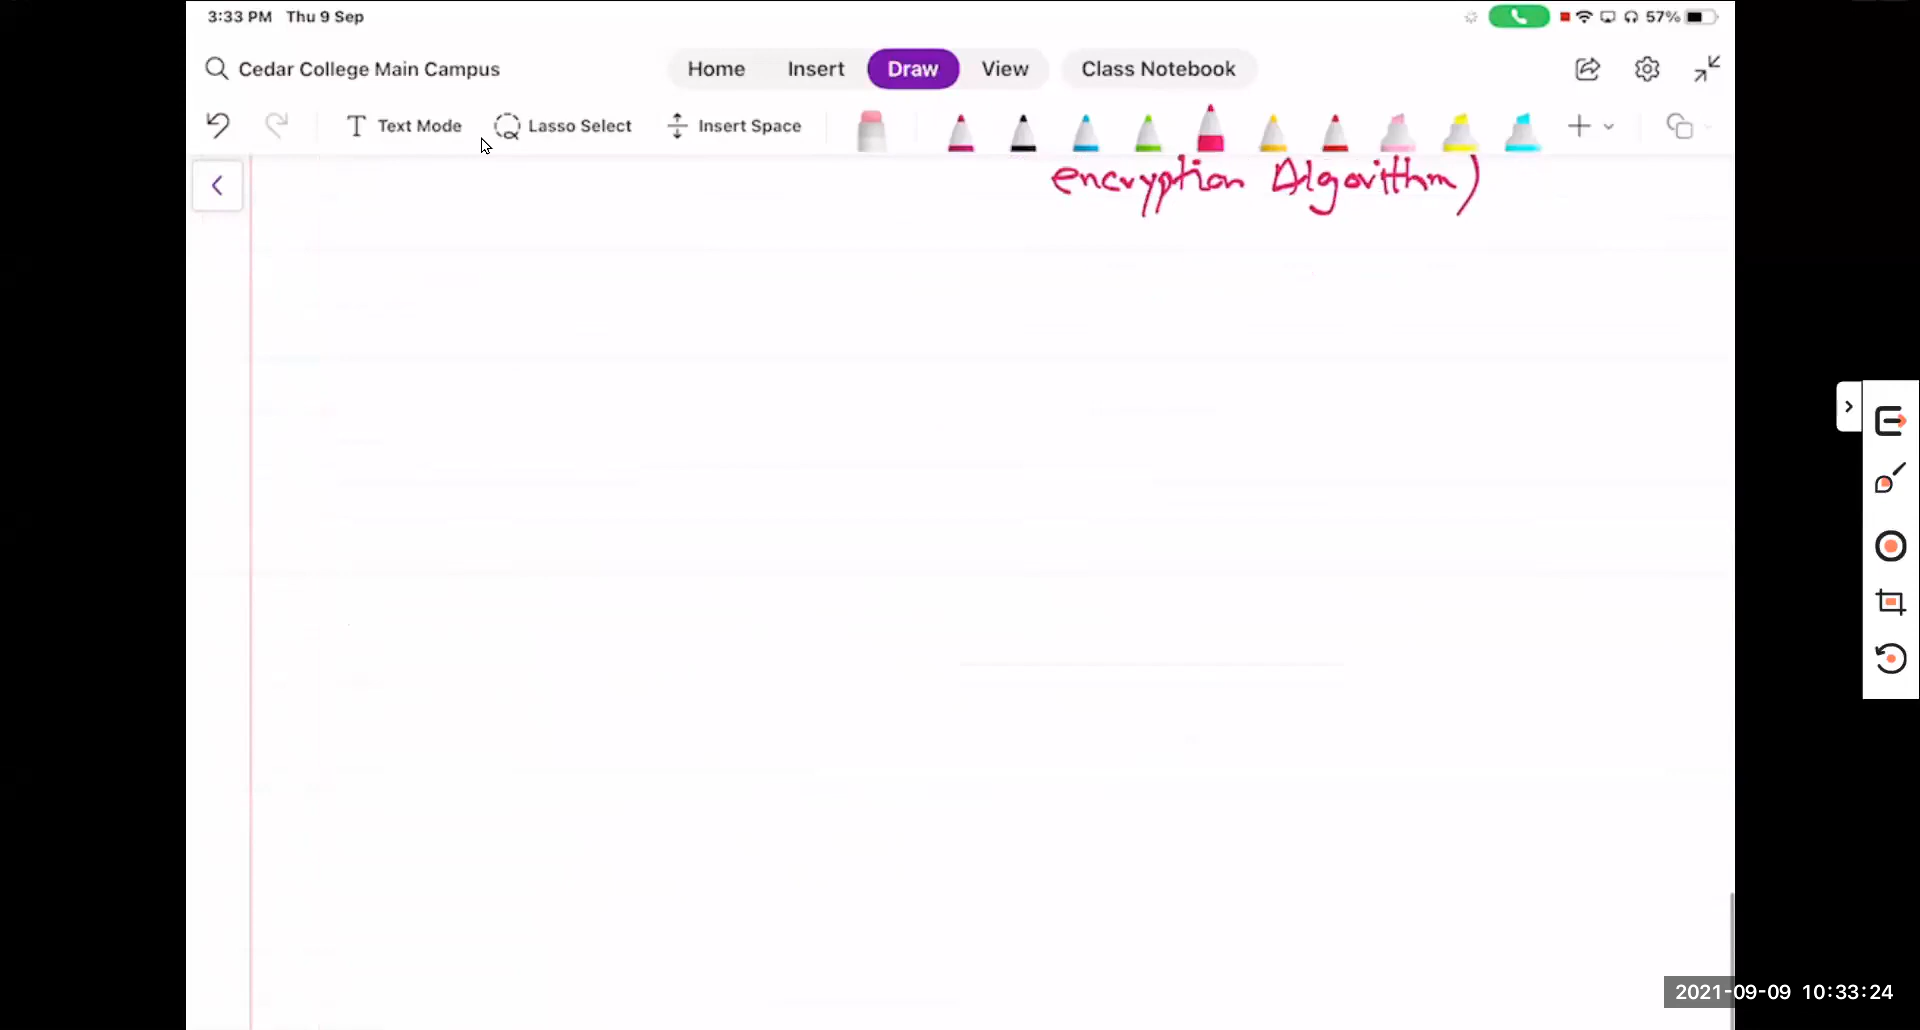 3:33 PM Thu 9 Sep
57%
Cedar College Main Campus
Home Insert Draw View Class Notebook
Text Mode Lasso Select Insert Space
encryption Algorithm)
2021-09-09 10:33:24